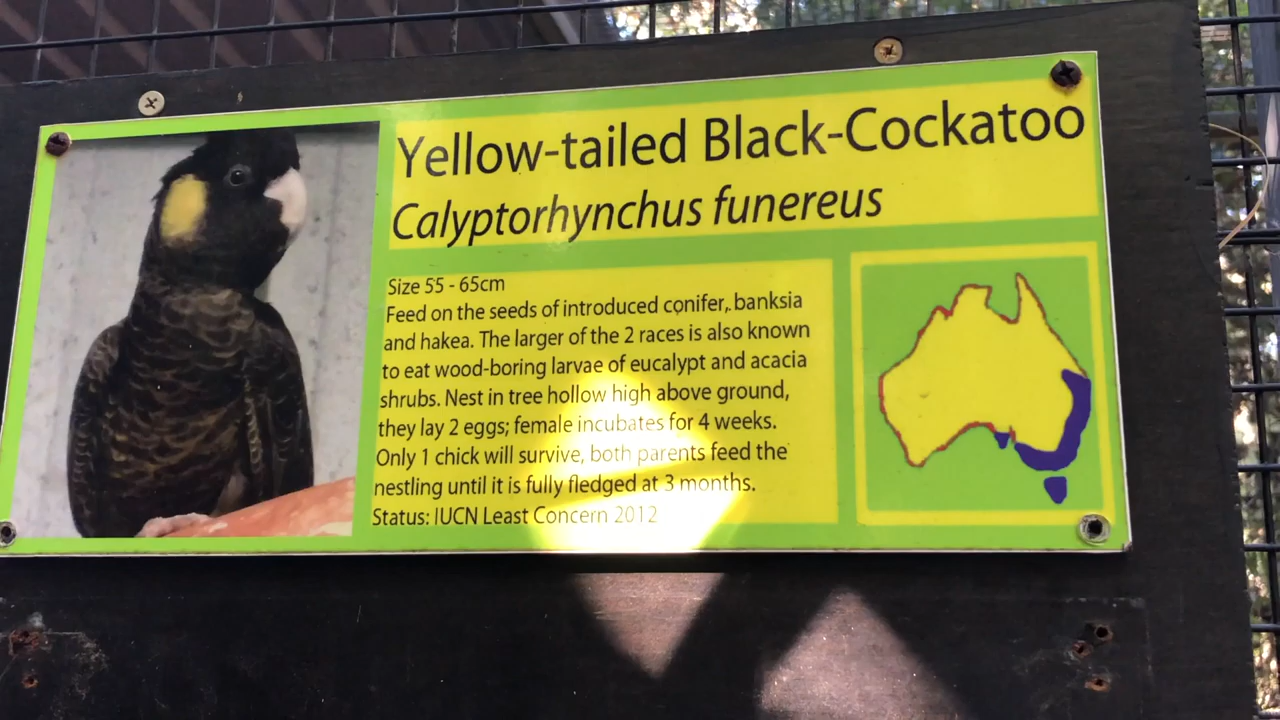 Yellow-tailed Black-Cockatoo
Calyptorhynchus funereus
Size 55 - 65cm
Feed on the seeds of introduced conifer, banksia
and hakea. The larger of the 2 races is also known
to eat wood-boring larvae of eucalypt and acacia
shrubs. Nest in tree hollow high above ground,
they lay 2 eggs; female incubates for 4 weeks.
Only 1 chick will survive, both parents feed the
nestling until it is fully fledged at 3 months.
Status: IUCN Least Concern 2012